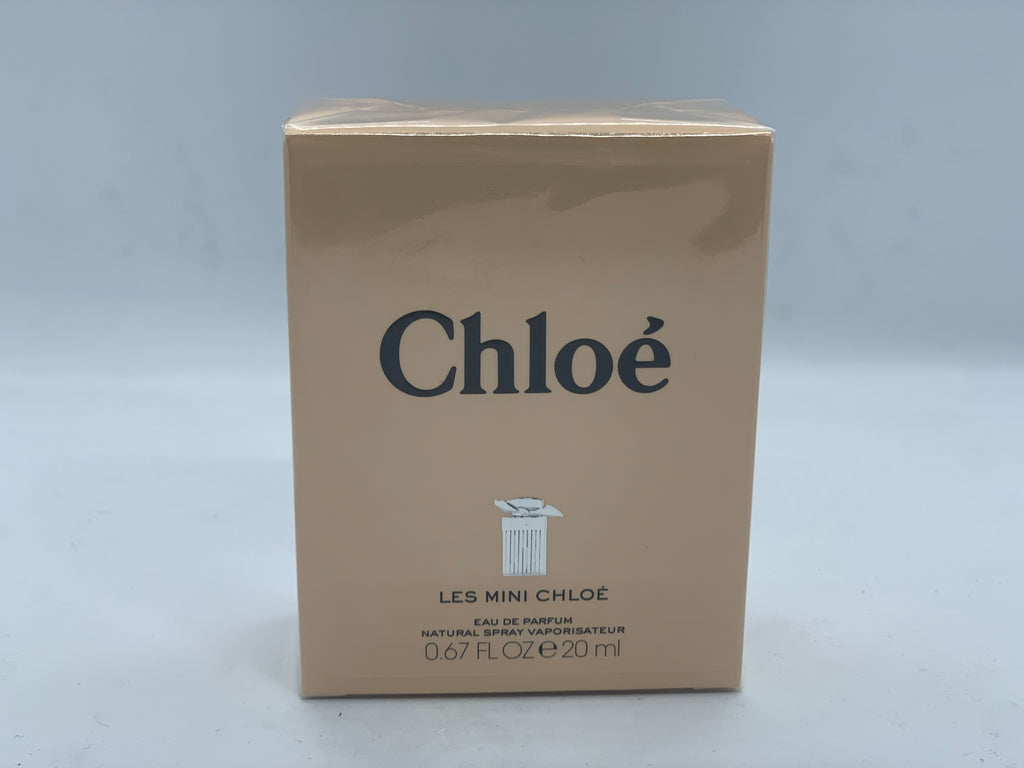 Chloé
LES MINI CHLOÉ
EAU DE PARFUM
NATURAL SPRAY VAPORISATEUR
0.67 FL OZ ℮ 20 ml